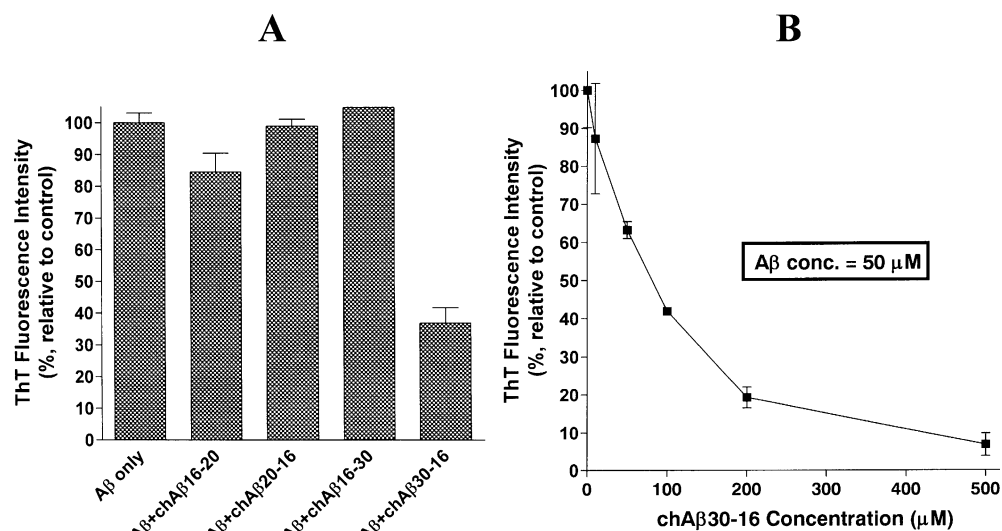 A
B
ThT Fluorescence Intensity
(%, relative to control)
100
90
80
70
60
50
40
30
20
10
0
Aβ only
Aβ+chAβ16-20
Aβ+chAβ20-16
Aβ+chAβ16-30
Aβ+chAβ30-16
ThT Fluorescence Intensity
(%, relative to control)
100
90
80
70
60
50
40
30
20
10
0
Aβ conc. = 50 μM
0
100
200
300
400
500
chAβ30-16 Concentration (μM)